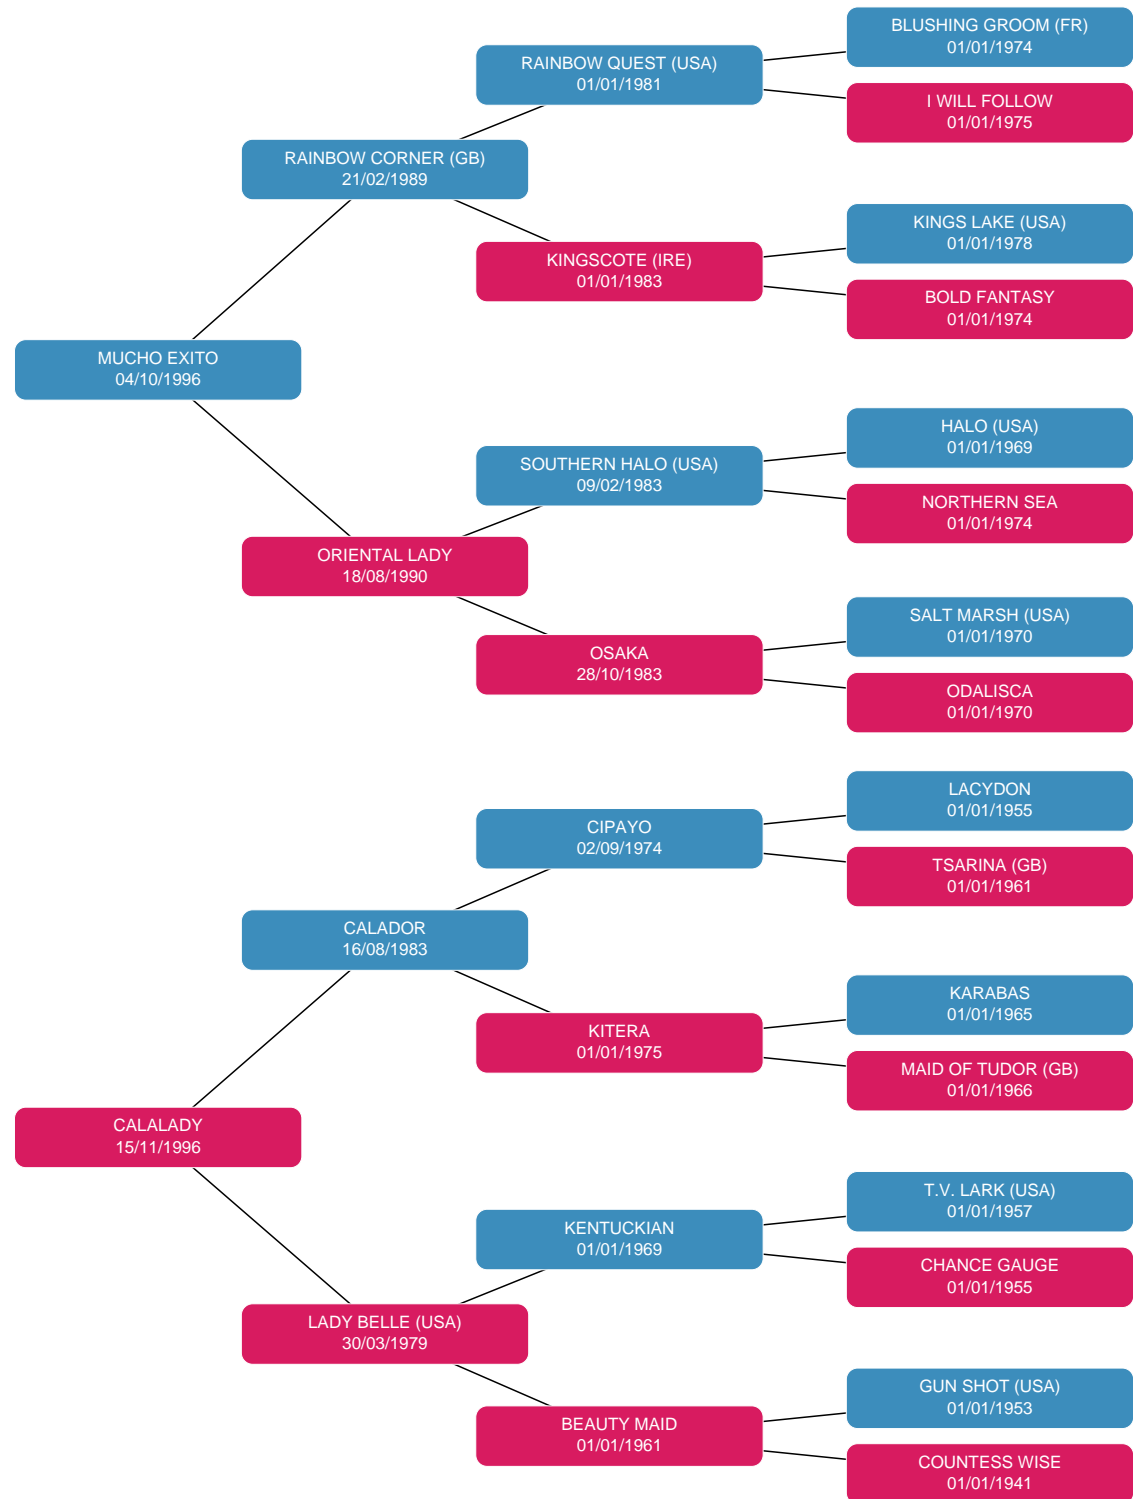 BLUSHING GROOM (FR)
01/01/1974
RAINBOW QUEST (USA)
01/01/1981
I WILL FOLLOW
01/01/1975
RAINBOW CORNER (GB)
21/02/1989
KINGS LAKE (USA)
01/01/1978
KINGSCOTE (IRE)
01/01/1983
BOLD FANTASY
01/01/1974
MUCHO EXITO
04/10/1996
HALO (USA)
01/01/1969
SOUTHERN HALO (USA)
09/02/1983
NORTHERN SEA
01/01/1974
ORIENTAL LADY
18/08/1990
SALT MARSH (USA)
01/01/1970
OSAKA
28/10/1983
ODALISCA
01/01/1970
LACYDON
01/01/1955
CIPAYO
02/09/1974
TSARINA (GB)
01/01/1961
CALADOR
16/08/1983
KARABAS
01/01/1965
KITERA
01/01/1975
MAID OF TUDOR (GB)
01/01/1966
CALALADY
15/11/1996
T.V. LARK (USA)
01/01/1957
KENTUCKIAN
01/01/1969
CHANCE GAUGE
01/01/1955
LADY BELLE (USA)
30/03/1979
GUN SHOT (USA)
01/01/1953
BEAUTY MAID
01/01/1961
COUNTESS WISE
01/01/1941